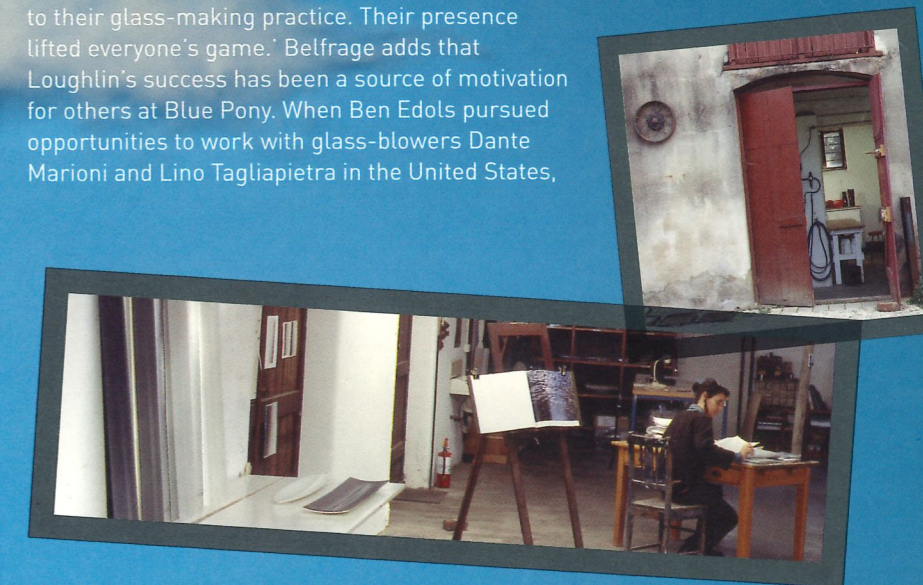 to their glass-making practice. Their presence
lifted everyone's game.' Belfrage adds that
Loughlin's success has been a source of motivation
for others at Blue Pony. When Ben Edols pursued
opportunities to work with glass-blowers Dante
Marioni and Lino Tagliapietra in the United States,